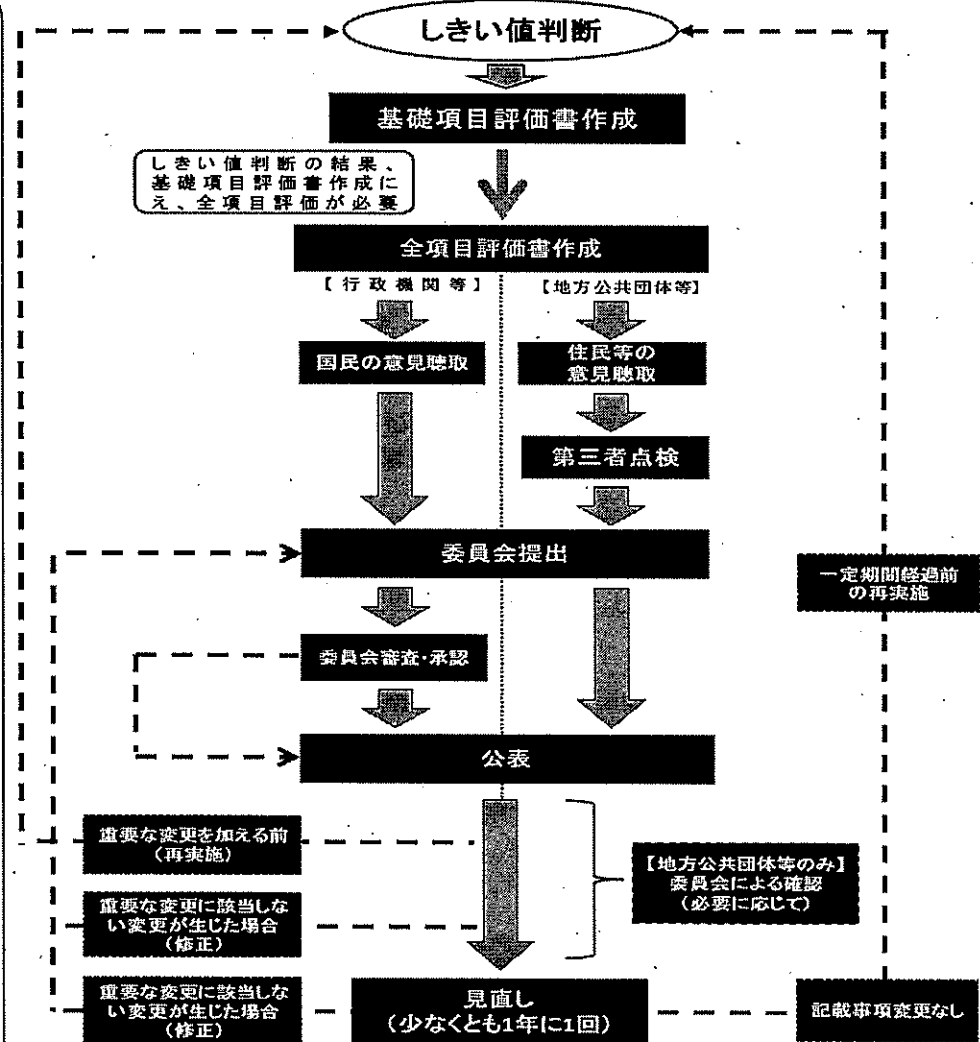 しきい値判断
基礎項目評価書作成
しきい値判断の結果、
基礎項目評価書作成に
え、全項目評価が必要
全項目評価書作成
【行政機関等】
【地方公共団体等】
国民の意見聴取
住民等の
意見聴取
第三者点検
委員会提出
一定期間経過前
の再実施
委員会審査・承認
公表
重要な変更を加える前
(再実施)
【地方公共団体等のみ】
委員会による確認
(必要に応じて)
重要な変更に該当しな
い変更が生じた場合
(修正)
重要な変更に該当しな
い変更が生じた場合
(修正)
見直し
(少なくとも1年に1回)
記載事項変更なし